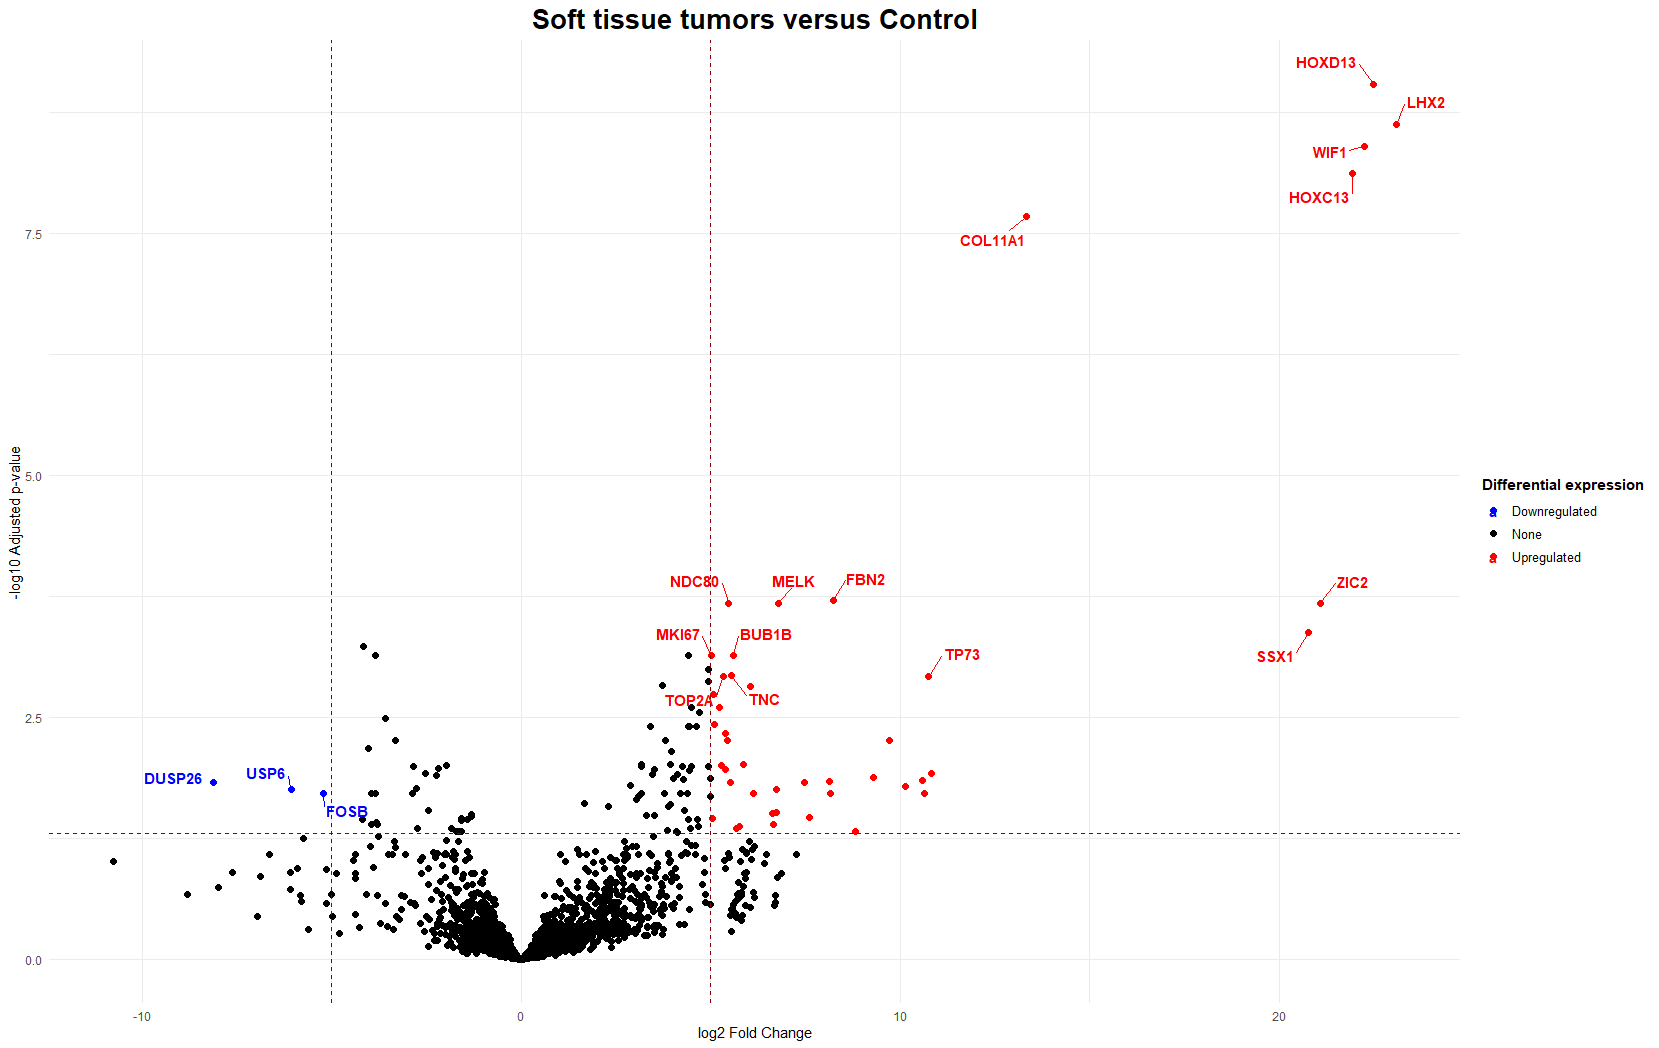 Soft tissue tumors versus Control
HOXD13
LHX2
WIF1
HOXC13
COL11A1
7.5
5.0
-log10 Adjusted p-value
Differential expression
a Downregulated
None
a Upregulated
NDC80
MELK
FBN2
ZIC2
MKI67
BUB1B
TP73
SSX1
TOP2A
TNC
2.5
DUSP26
USP6
FOSB
0.0
-10
0
10
20
log2 Fold Change